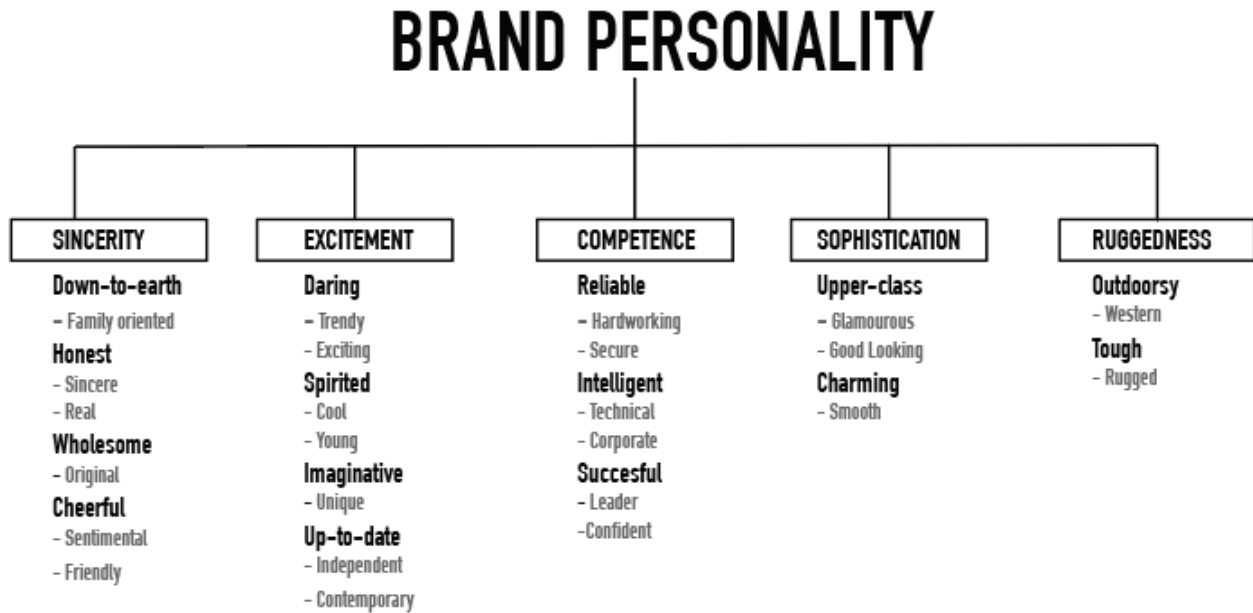 BRAND PERSONALITY
SINCERITY
Down-to-earth
- Family oriented
Honest
- Sincere
- Real
Wholesome
- Original
Cheerful
- Sentimental
- Friendly
EXCITEMENT
Daring
- Trendy
- Exciting
Spirited
- Cool
- Young
Imaginative
- Unique
Up-to-date
- Independent
- Contemporary
COMPETENCE
Reliable
- Hardworking
- Secure
Intelligent
- Technical
- Corporate
Succesful
- Leader
-Confident
SOPHISTICATION
Upper-class
- Glamourous
- Good Looking
Charming
- Smooth
RUGGEDNESS
Outdoorsy
- Western
Tough
- Rugged